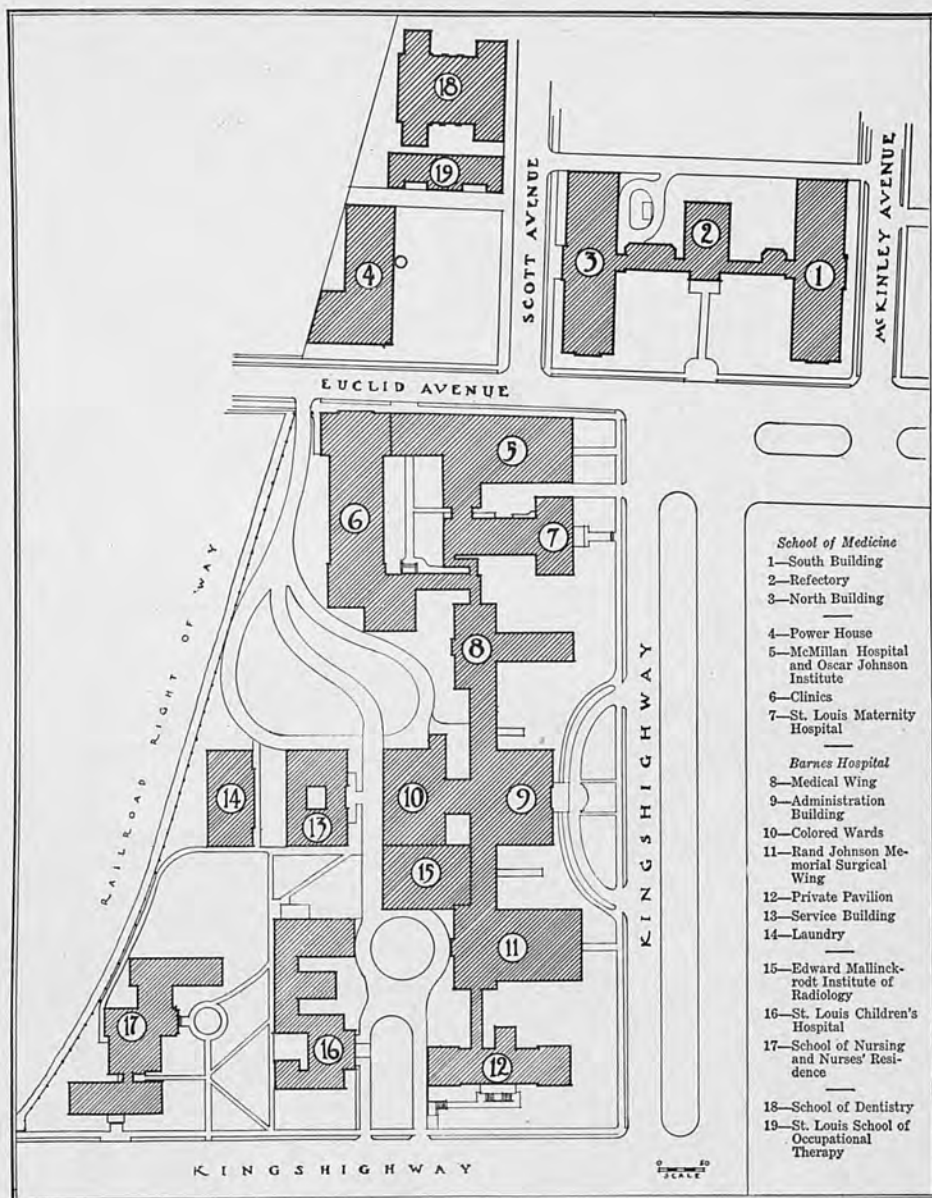 18
19
4
3
2
1
SCOTT AVENUE
McKINLEY AVENUE
EUCLID AVENUE
5
6
7
8
9
10
11
12
13
14
15
16
17
RAILROAD RIGHT OF WAY
KINGSHIGHWAY
KINGSHIGHWAY
School of Medicine
1—South Building
2—Refectory
3—North Building
4—Power House
5—McMillan Hospital
and Oscar Johnson
Institute
6—Clinics
7—St. Louis Maternity
Hospital
Barnes Hospital
8—Medical Wing
9—Administration
Building
10—Colored Wards
11—Rand Johnson Me-
morial Surgical
Wing
12—Private Pavilion
13—Service Building
14—Laundry
15—Edward Mallinck-
rodt Institute of
Radiology
16—St. Louis Children's
Hospital
17—School of Nursing
and Nurses' Resi-
dence
18—School of Dentistry
19—St. Louis School of
Occupational
Therapy
0 50
SCALE